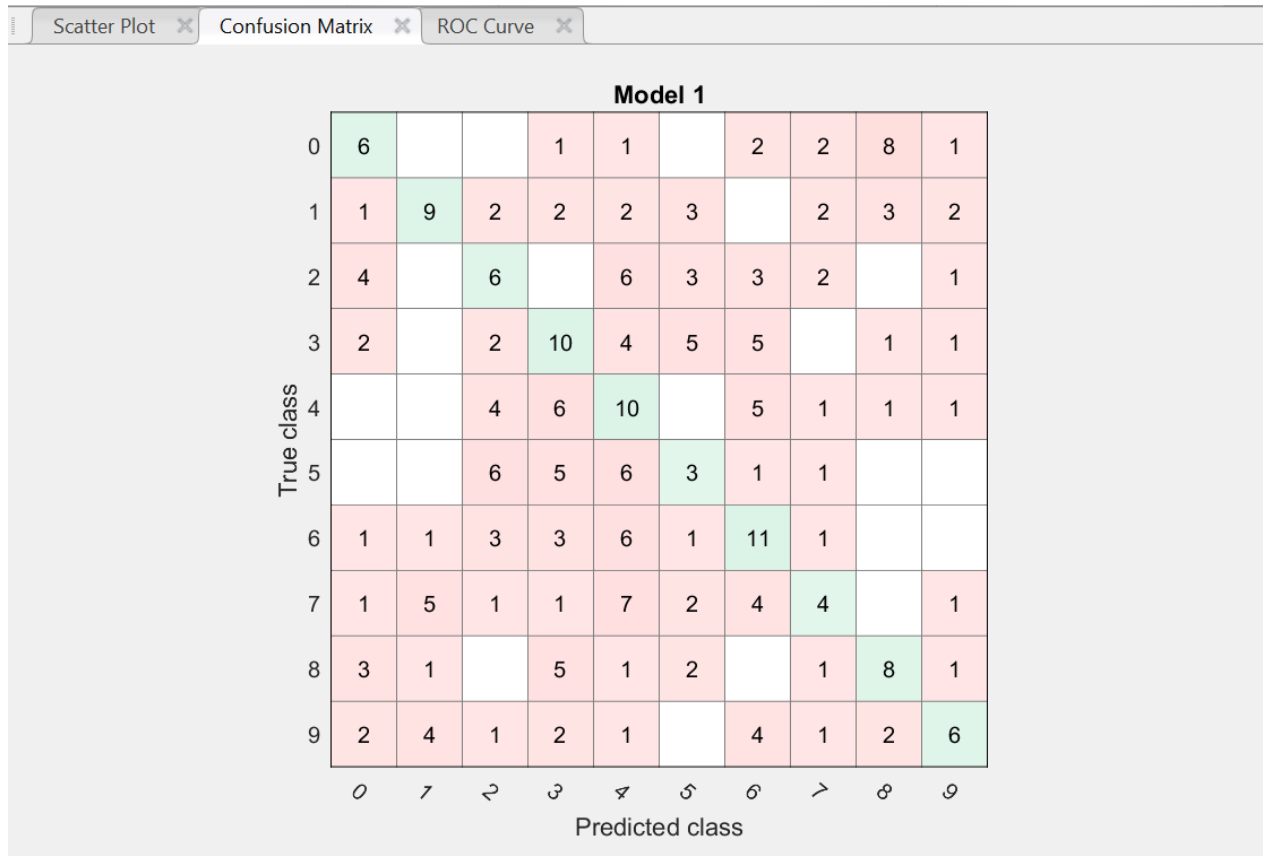 Scatter Plot Confusion Matrix ROC Curve
Model 1
0 6 1 1 2 2 8 1
1 1 9 2 2 2 3 2 3 2
2 4 6 6 3 3 2 1
3 2 2 10 4 5 5 1 1
4 4 6 10 5 1 1 1
5 6 5 6 3 1 1
6 1 1 3 3 6 1 11 1
7 1 5 1 1 7 2 4 4 1
8 3 1 5 1 2 1 8 1
9 2 4 1 2 1 4 1 2 6
True class
0 1 2 3 4 5 6 7 8 9
Predicted class